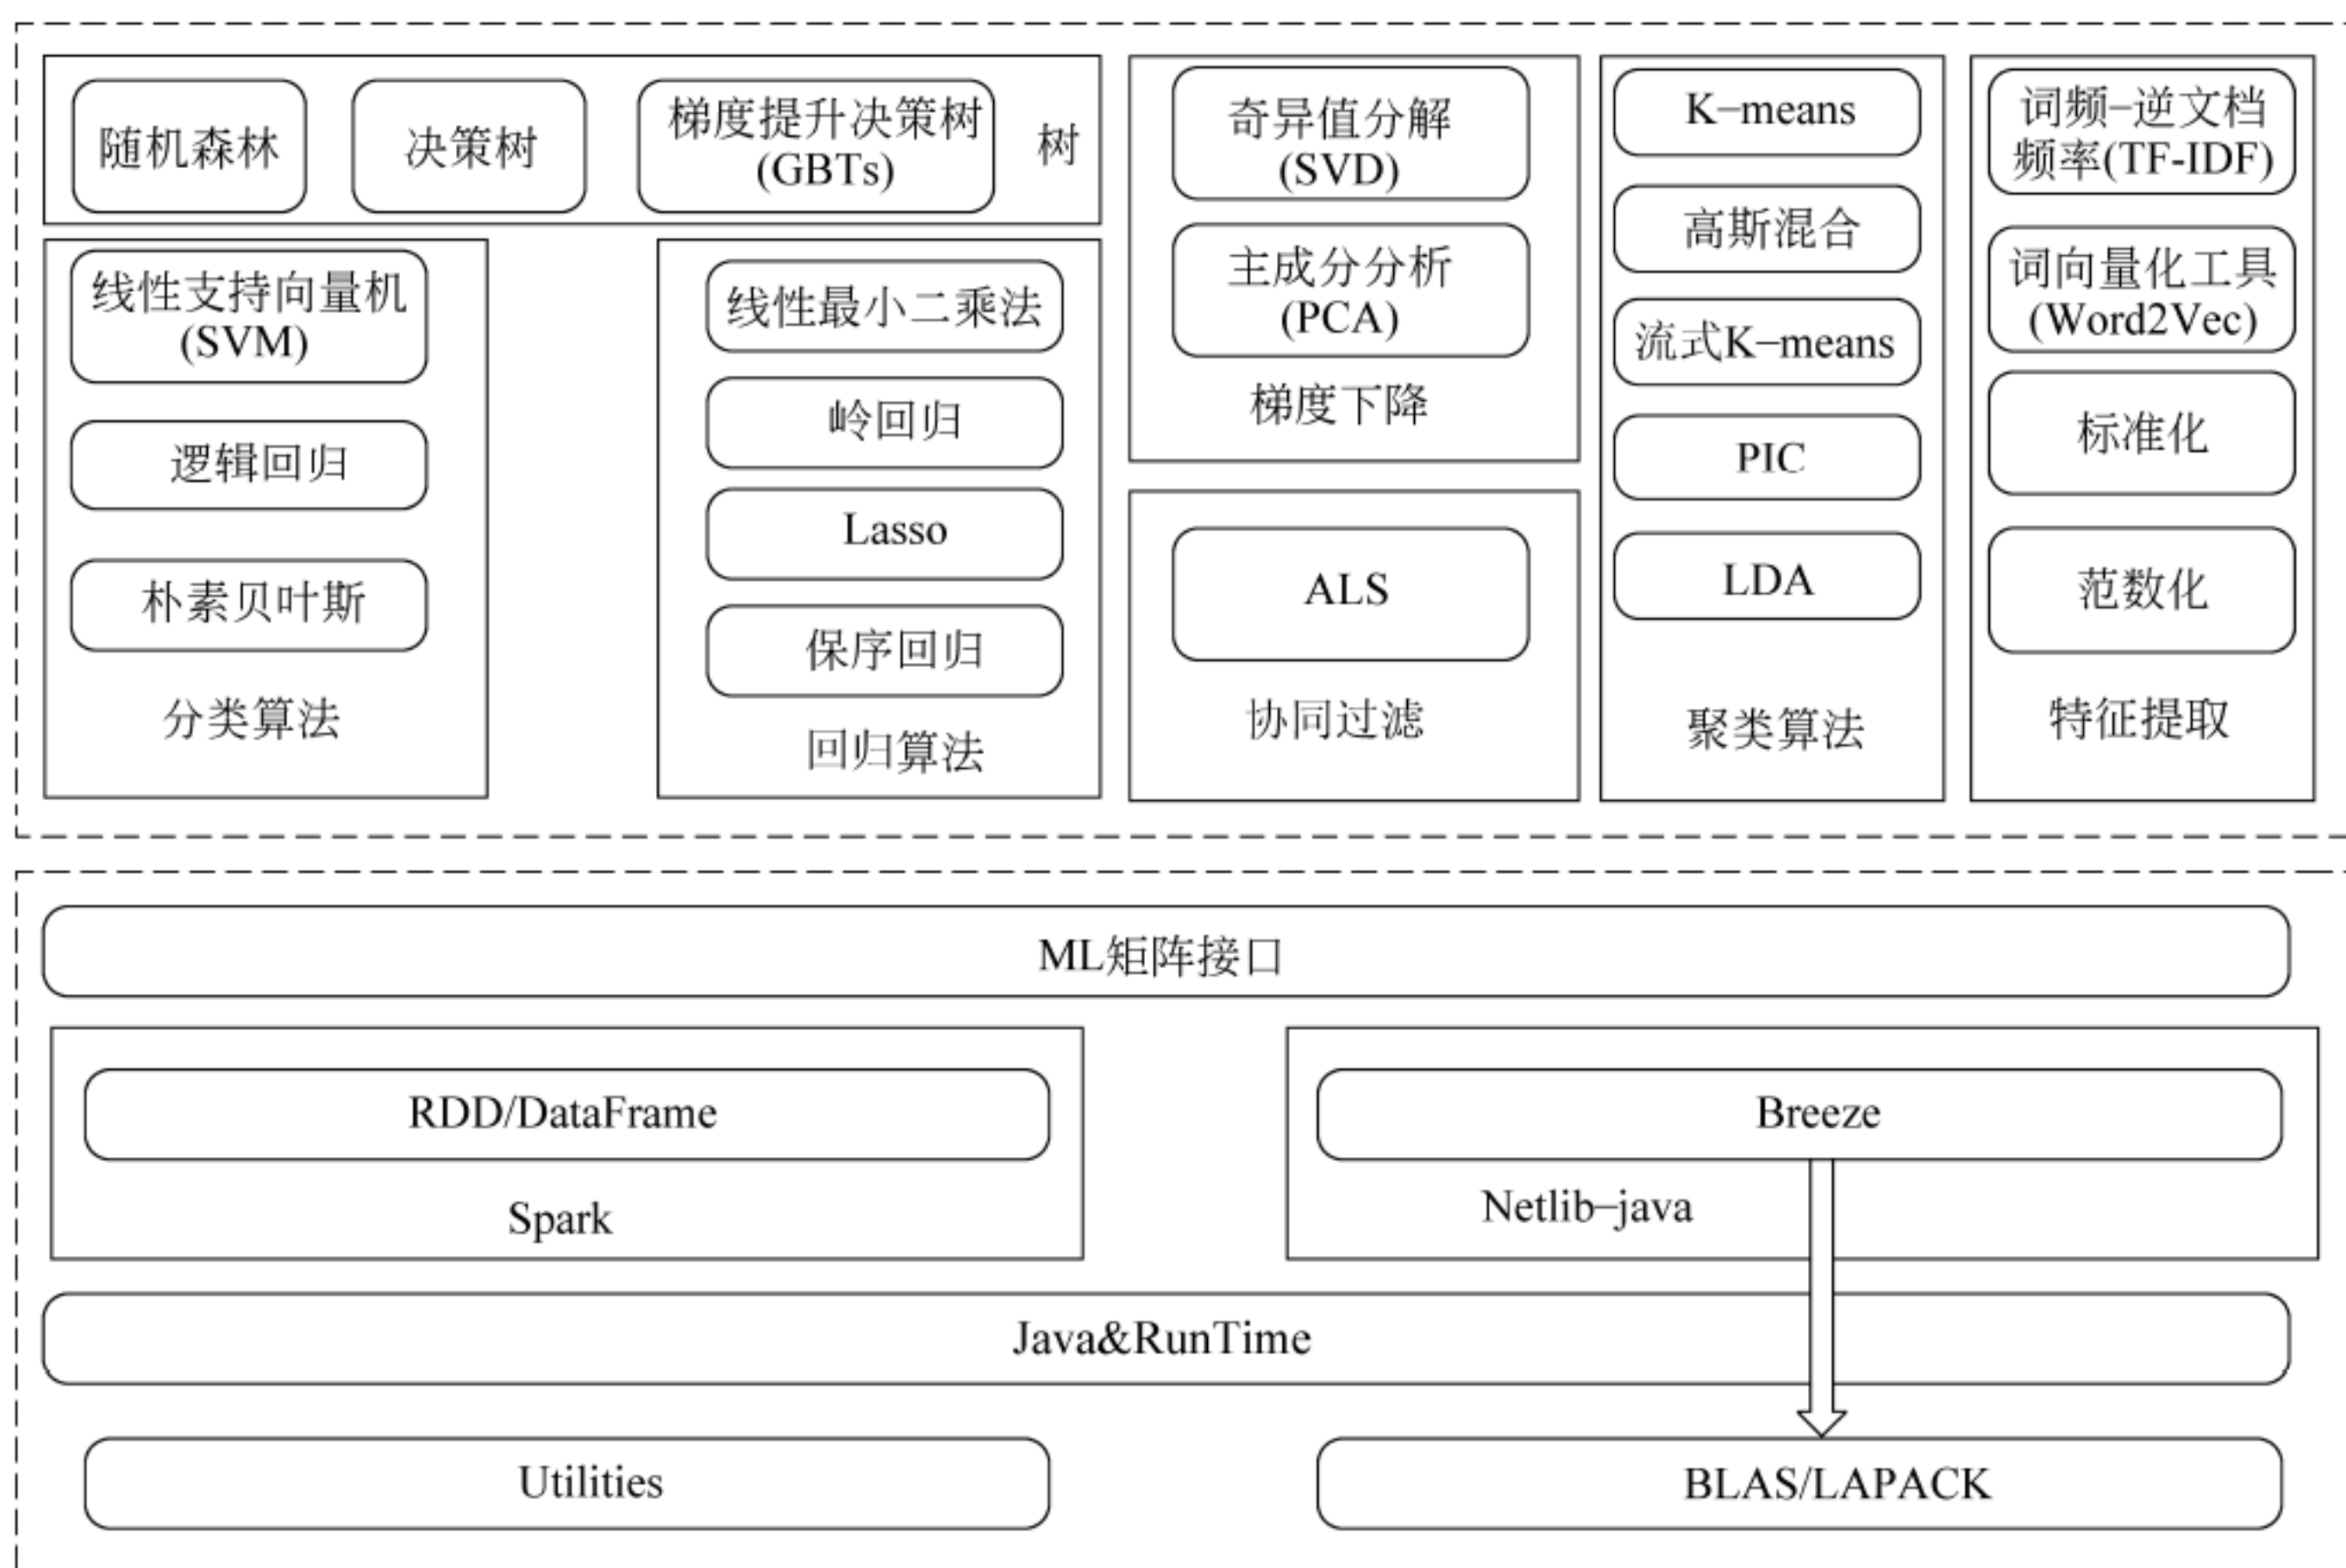 随机森林
决策树
梯度提升决策树
(GBTs)
树
线性支持向量机
(SVM)
逻辑回归
朴素贝叶斯
分类算法
线性最小二乘法
岭回归
Lasso
保序回归
回归算法
奇异值分解
(SVD)
主成分分析
(PCA)
梯度下降
ALS
协同过滤
K–means
高斯混合
流式K–means
PIC
LDA
聚类算法
词频–逆文档
频率(TF-IDF)
词向量化工具
(Word2Vec)
标准化
范数化
特征提取
ML矩阵接口
RDD/DataFrame
Spark
Breeze
Netlib–java
Java&RunTime
Utilities
BLAS/LAPACK